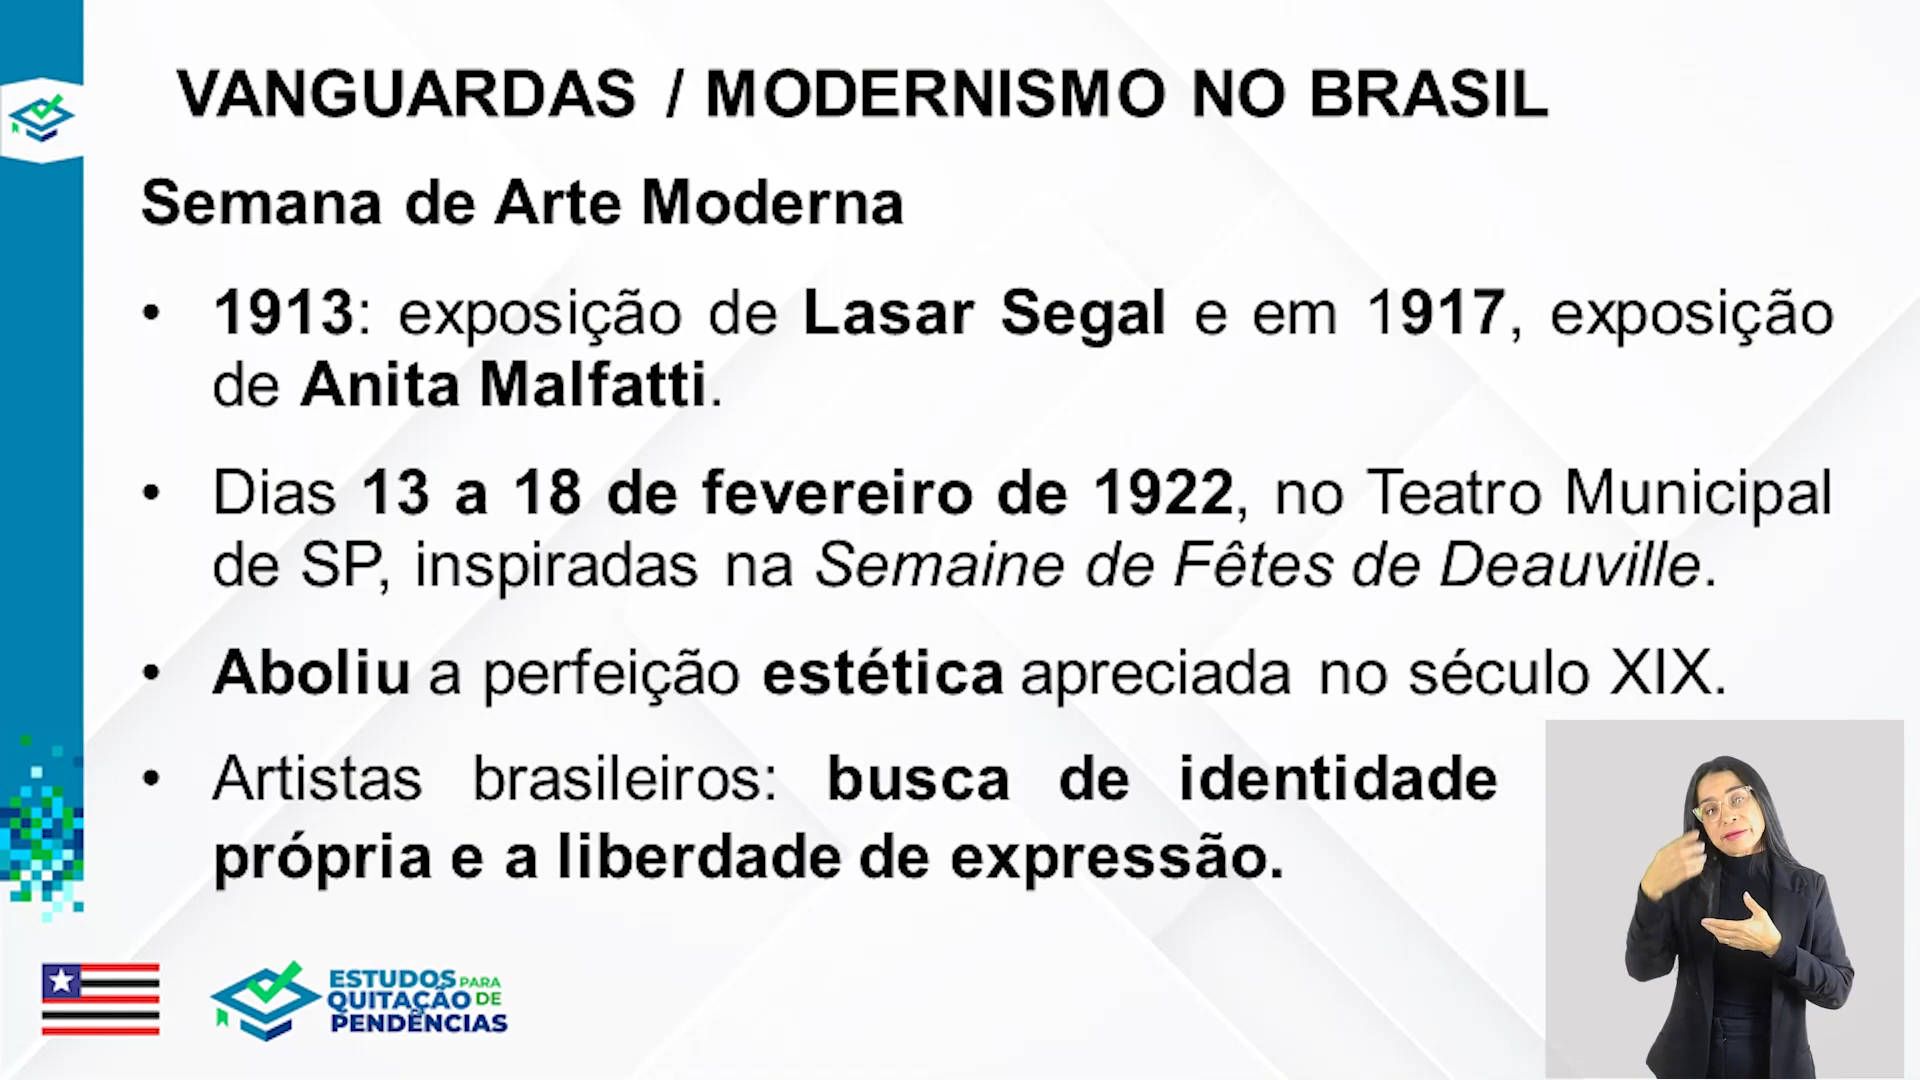 VANGUARDAS / MODERNISMO NO BRASIL
Semana de Arte Moderna
• 1913: exposição de Lasar Segal e em 1917, exposição
de Anita Malfatti.
• Dias 13 a 18 de fevereiro de 1922, no Teatro Municipal
de SP, inspiradas na Semaine de Fêtes de Deauville.
• Aboliu a perfeição estética apreciada no século XIX.
• Artistas brasileiros: busca de identidade
própria e a liberdade de expressão.
ESTUDOS PARA
QUITAÇÃO DE
PENDÊNCIAS